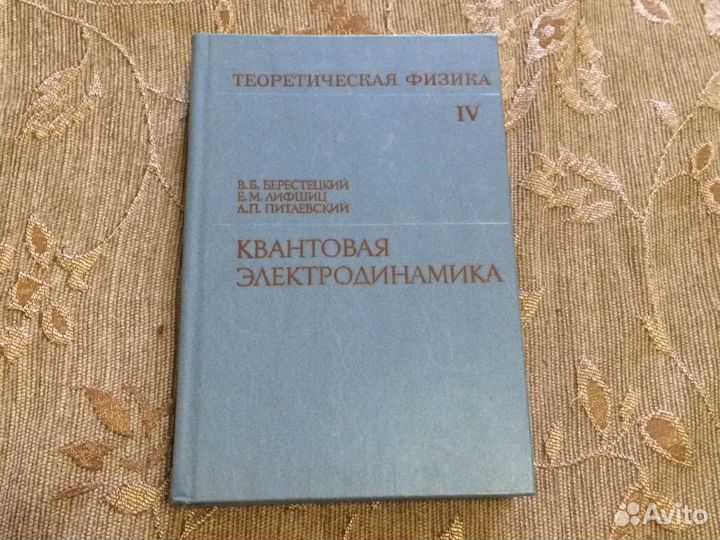 ТЕОРЕТИЧЕСКАЯ ФИЗИКА
IV
В. Б. БЕРЕСТЕЦКИЙ
Е. М. ЛИФШИЦ
Л. П. ПИТАЕВСКИЙ
КВАНТОВАЯ
ЭЛЕКТРОДИНАМИКА
Avito